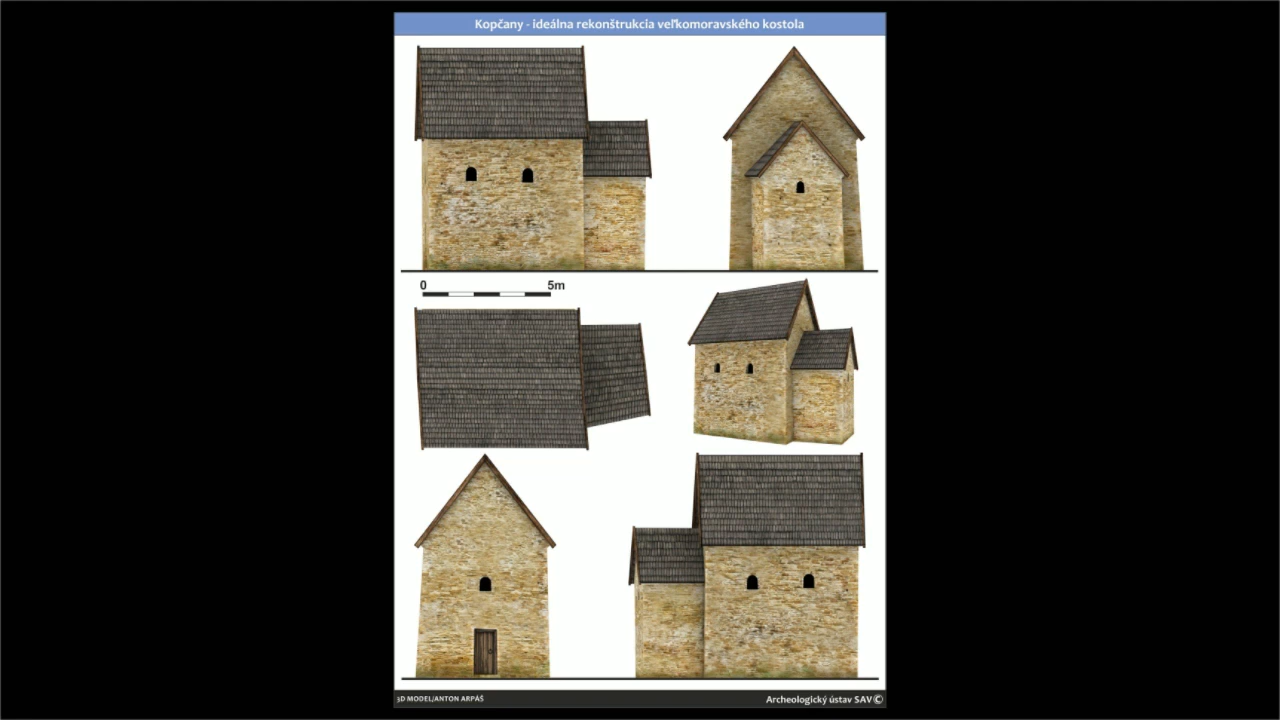 Kopčany - ideálna rekonštrukcia veľkomoravského kostola
0 5m
3D MODEL/ANTON ARPÁŠ
Archeologický ústav SAV ©